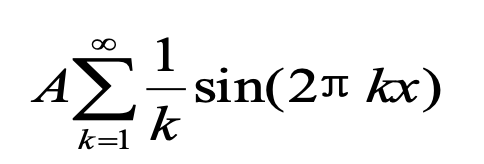 A∑_{k=1}^{∞} 1/k sin(2π kx)